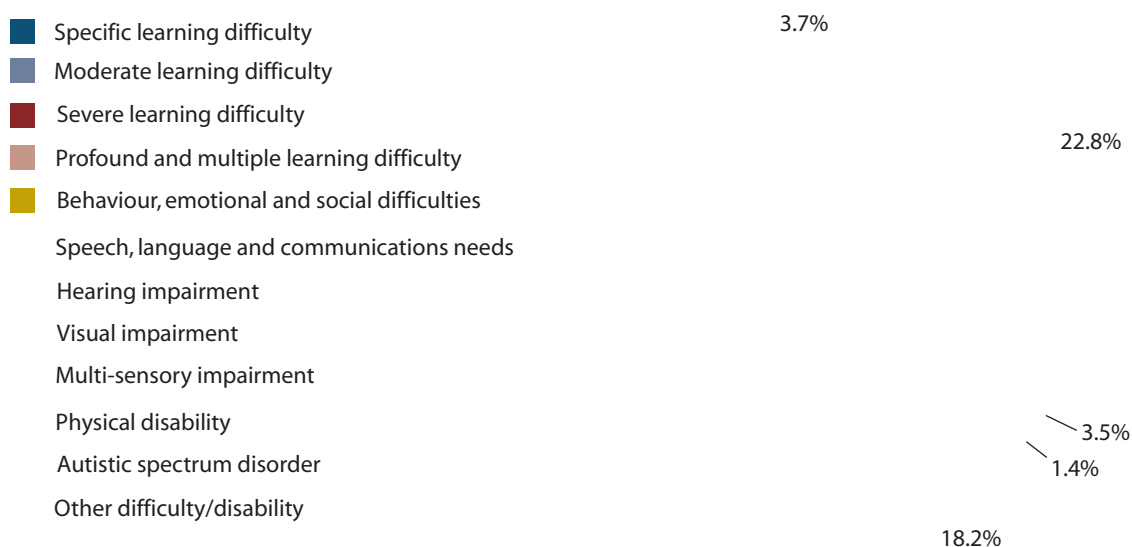 Specific learning difficulty
Moderate learning difficulty
Severe learning difficulty
Profound and multiple learning difficulty
Behaviour, emotional and social difficulties
Speech, language and communications needs
Hearing impairment
Visual impairment
Multi-sensory impairment
Physical disability
Autistic spectrum disorder
Other difficulty/disability
3.7%
22.8%
3.5%
1.4%
18.2%